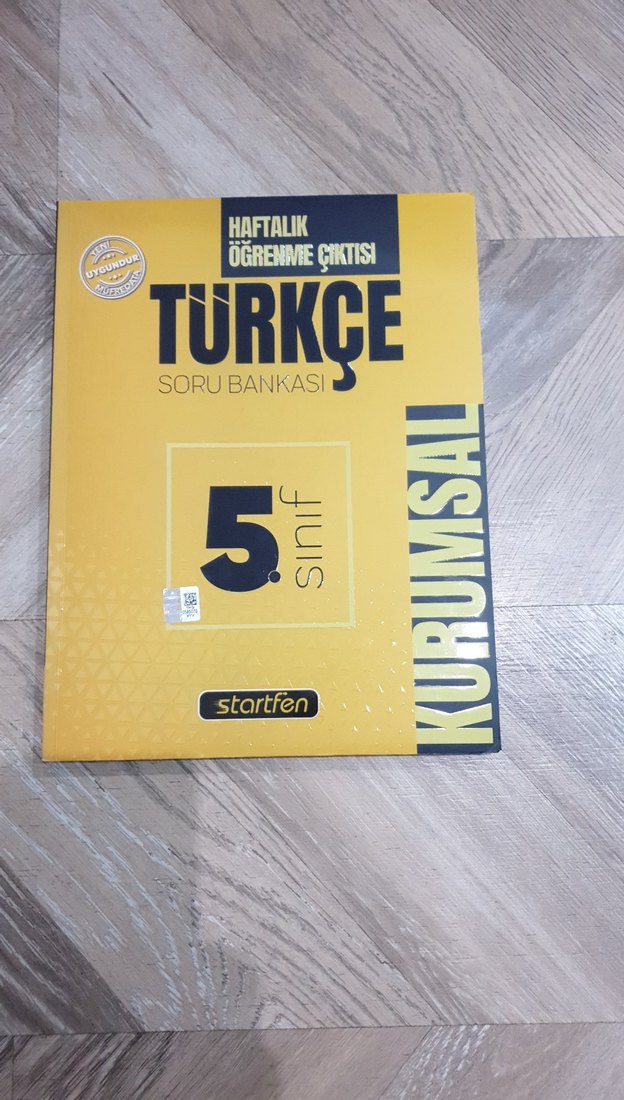 HAFTALIK
ÖĞRENME ÇIKTISI
YENİ
UYGUNDUR
MÜFREDATA
TÜRKÇE
SORU BANKASI
5.
sınıf
KURUMSAL
startfen